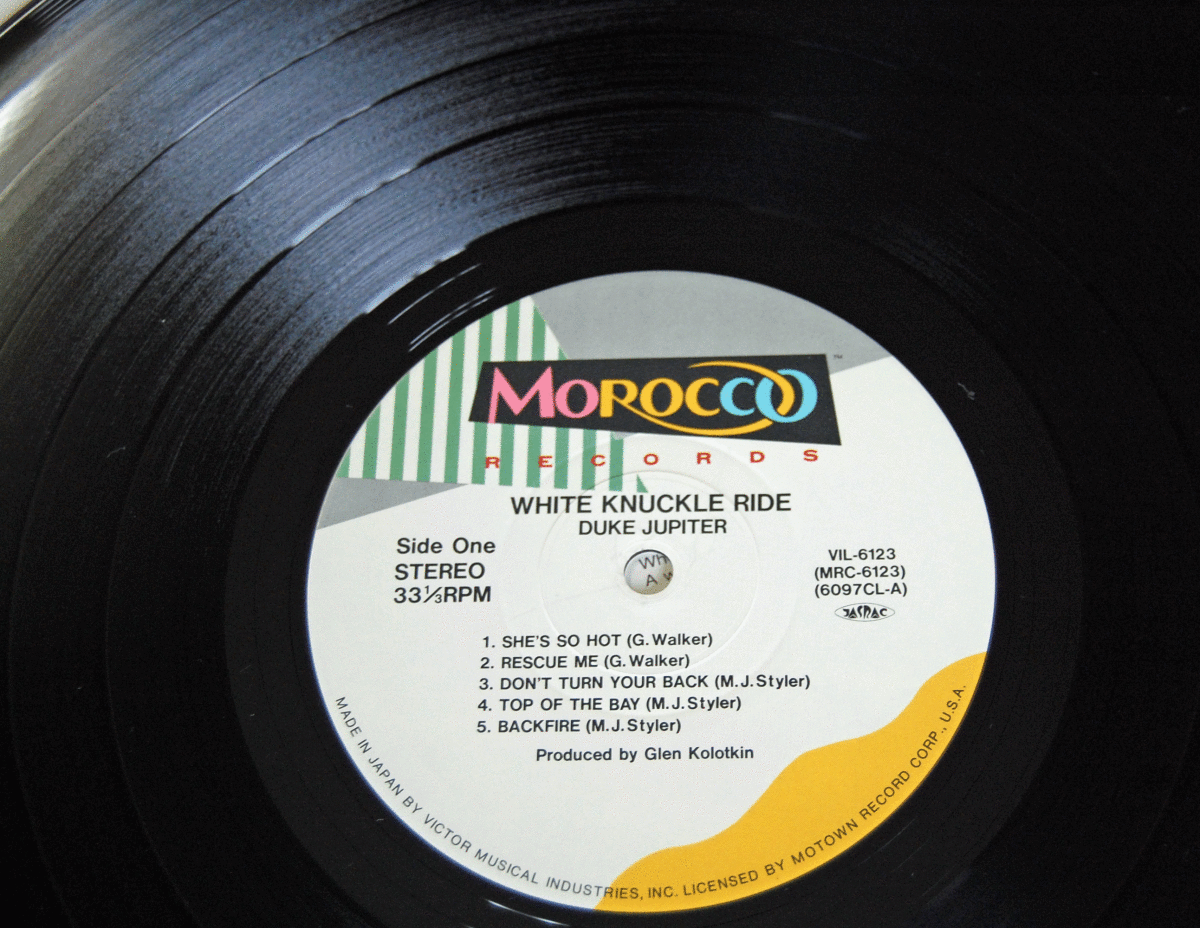 MOROCCO ™
RECORDS
WHITE KNUCKLE RIDE
DUKE JUPITER
Side One
STEREO
33⅓RPM
VIL-6123
(MRC-6123)
(6097CL-A)
JASRAC
Wh
A w
1. SHE'S SO HOT (G. Walker)
2. RESCUE ME (G. Walker)
3. DON'T TURN YOUR BACK (M.J.Styler)
4. TOP OF THE BAY (M.J.Styler)
5. BACKFIRE (M.J.Styler)
Produced by Glen Kolotkin
MADE IN JAPAN BY VICTOR MUSICAL INDUSTRIES, INC. LICENSED BY MOTOWN RECORD CORP., U.S.A.